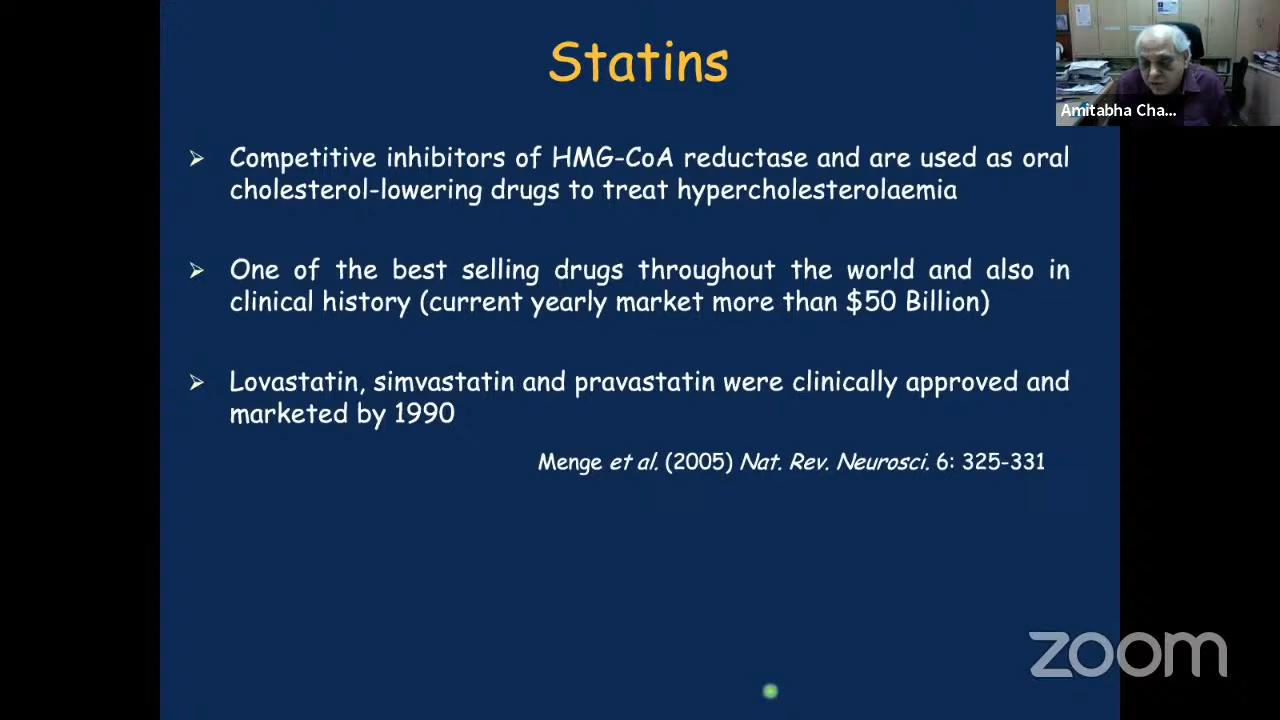 Statins
Amitabha Cha...
➢ Competitive inhibitors of HMG-CoA reductase and are used as oral
cholesterol-lowering drugs to treat hypercholesterolaemia
➢ One of the best selling drugs throughout the world and also in
clinical history (current yearly market more than $50 Billion)
➢ Lovastatin, simvastatin and pravastatin were clinically approved and
marketed by 1990
Menge et al. (2005) Nat. Rev. Neurosci. 6: 325-331
zoom